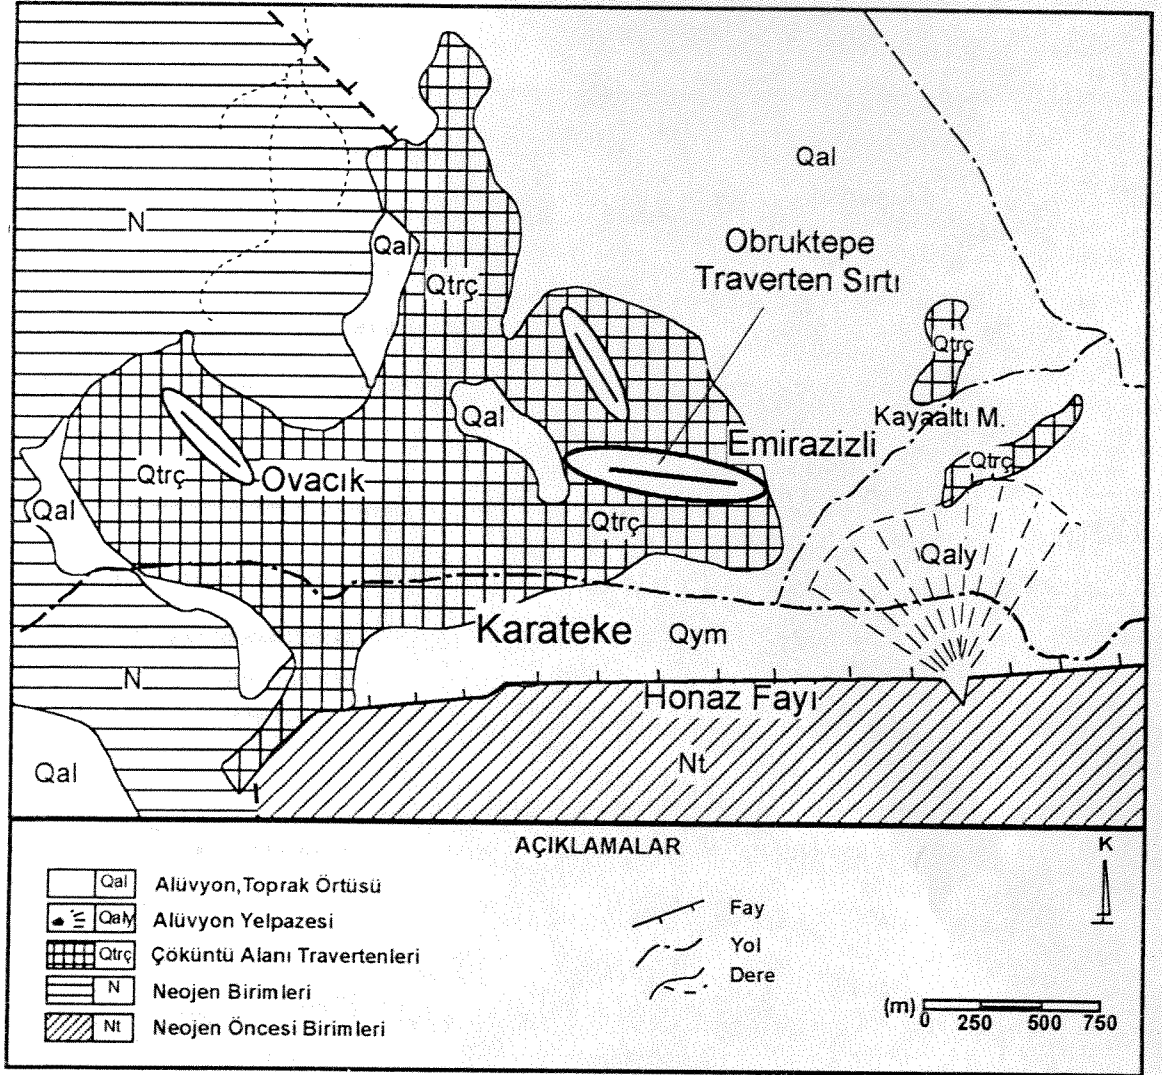 Qal
N
Obruktepe
Traverten Sırtı
Qal
Qtrç
Qtrç
Kayaaltı M.
Qal
Emirazizli
Qtrç
Qtrç
Ovacık
Qal
Qtrç
Qaly
Karateke
Qym
N
Honaz Fayı
Qal
Nt
AÇIKLAMALAR
K
Qal Alüvyon,Toprak Örtüsü
Qaly Alüvyon Yelpazesi
Qtrç Çöküntü Alanı Travertenleri
N Neojen Birimleri
Nt Neojen Öncesi Birimleri
Fay
Yol
Dere
(m) 0 250 500 750